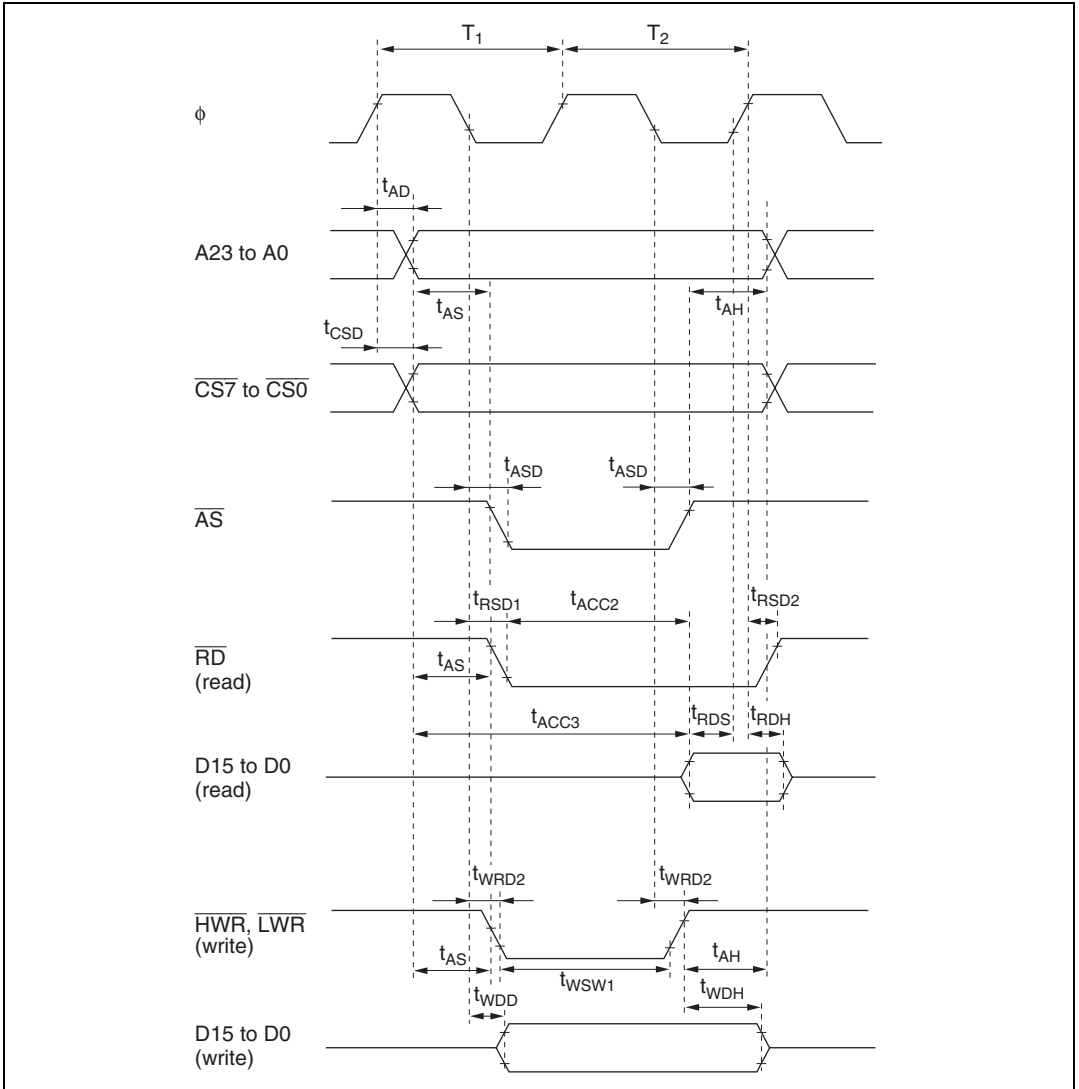 T1 T2
φ
tAD
A23 to A0
tAS tAH
tCSD
CS7 to CS0
tASD tASD
AS
tRSD1 tACC2 tRSD2
RD
(read)
tAS
tACC3 tRDS tRDH
D15 to D0
(read)
tWRD2 tWRD2
HWR, LWR
(write)
tAS tWSW1 tAH
tWDD tWDH
D15 to D0
(write)